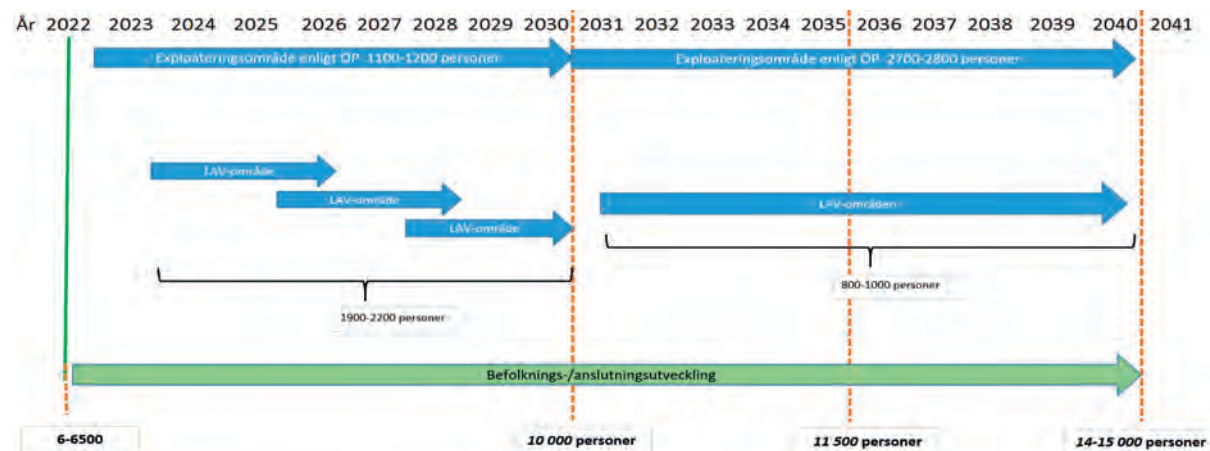 År 2022 2023 2024 2025 2026 2027 2028 2029 2030 2031 2032 2033 2034 2035 2036 2037 2038 2039 2040 2041
Exploateringsområde enligt ÖP 1100-1200 personer
Exploateringsområde enligt ÖP 2700-2800 personer
LAV-område
LAV-område
LAV-områden
LAV-område
800-1000 personer
1900-2200 personer
Befolknings-/anslutningsutveckling
6-6500
10 000 personer
11 500 personer
14-15 000 personer